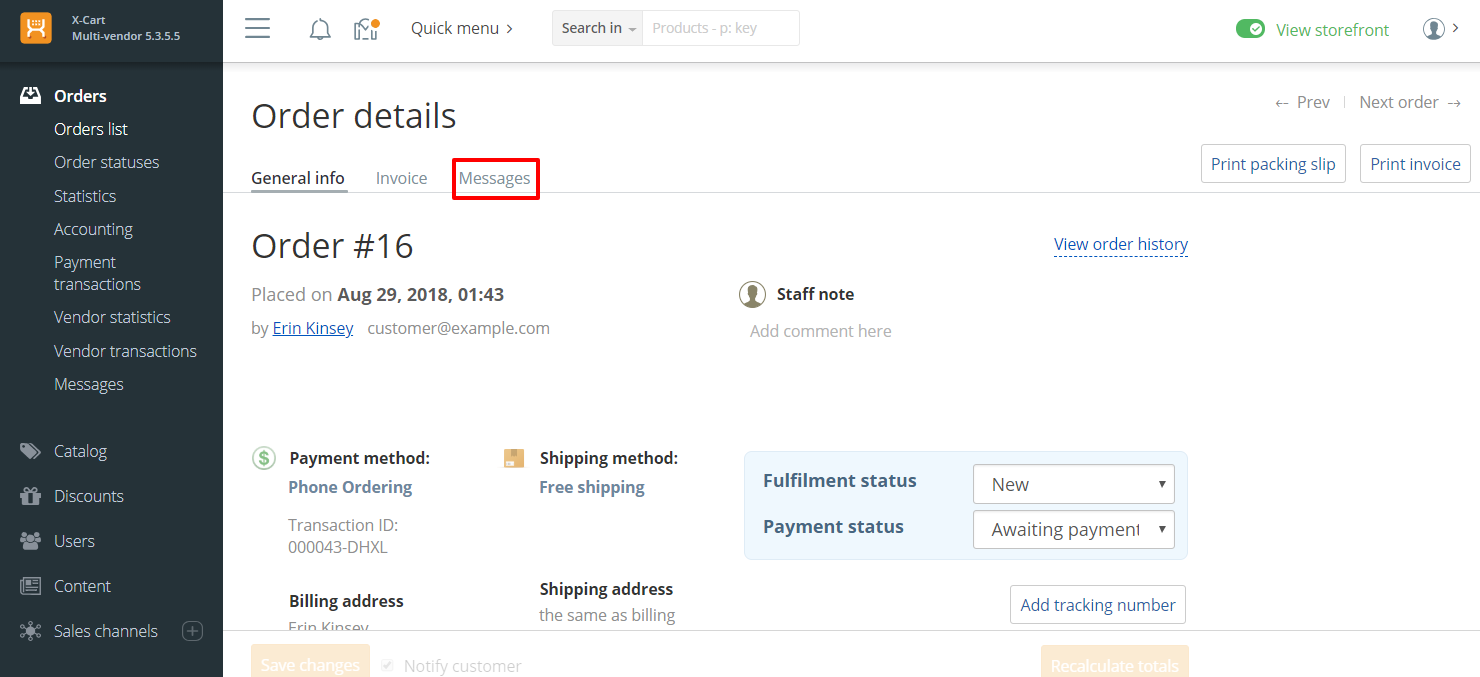 X-Cart
Multi-vendor 5.3.5.5
Quick menu
Search in
Products - p: key
View storefront
Orders
Orders list
Order statuses
Statistics
Accounting
Payment
transactions
Vendor statistics
Vendor transactions
Messages
Catalog
Discounts
Users
Content
Sales channels
Order details
← Prev
Next order →
General info
Invoice
Messages
Print packing slip
Print invoice
Order #16
View order history
Placed on Aug 29, 2018, 01:43
by Erin Kinsey customer@example.com
Staff note
Add comment here
$ Payment method:
Phone Ordering
Transaction ID:
000043-DHXL
Billing address
Erin Kinsey
Shipping method:
Free shipping
Shipping address
the same as billing
Fulfilment status
New
Payment status
Awaiting payment
Add tracking number
Save changes
Notify customer
Recalculate totals